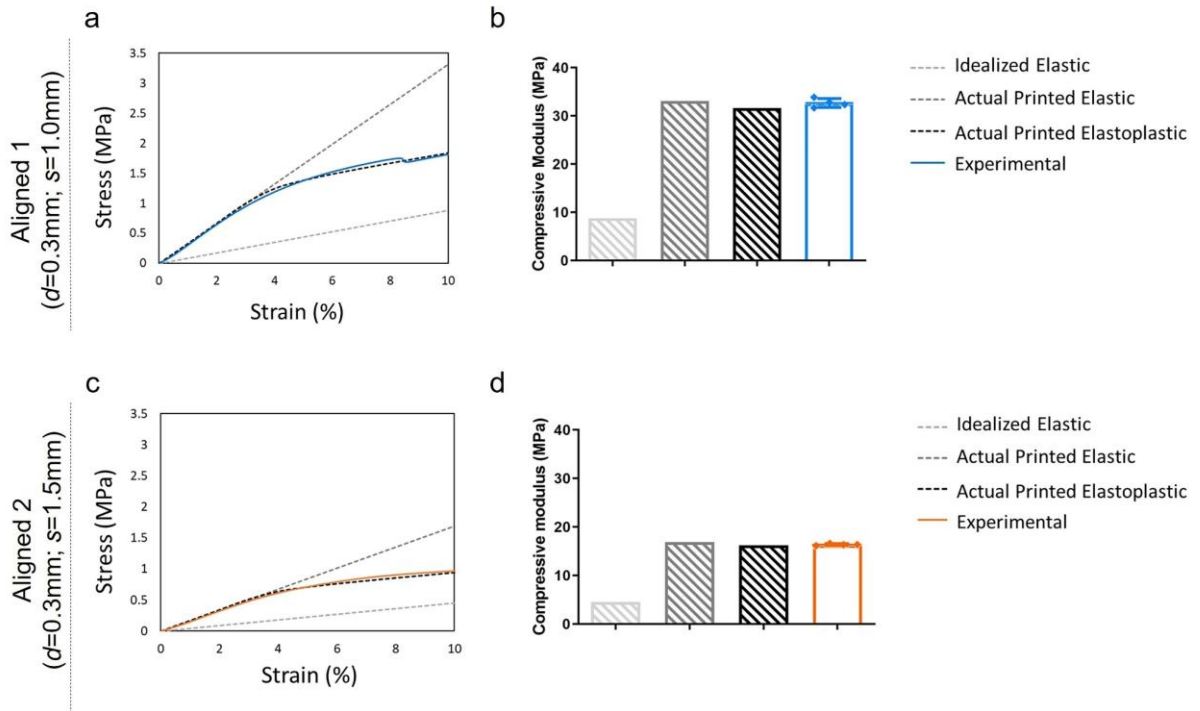 a
b
Aligned 1
(d=0.3mm; s=1.0mm)
Stress (MPa)
3.5
3
2.5
2
1.5
1
0.5
0
0
2
4
6
8
10
Strain (%)
Compressive Modulus (MPa)
40
30
20
10
0
Idealized Elastic
Actual Printed Elastic
Actual Printed Elastoplastic
Experimental
c
d
Aligned 2
(d=0.3mm; s=1.5mm)
Stress (MPa)
3.5
3
2.5
2
1.5
1
0.5
0
0
2
4
6
8
10
Strain (%)
Compressive modulus (MPa)
40
30
20
10
0
Idealized Elastic
Actual Printed Elastic
Actual Printed Elastoplastic
Experimental